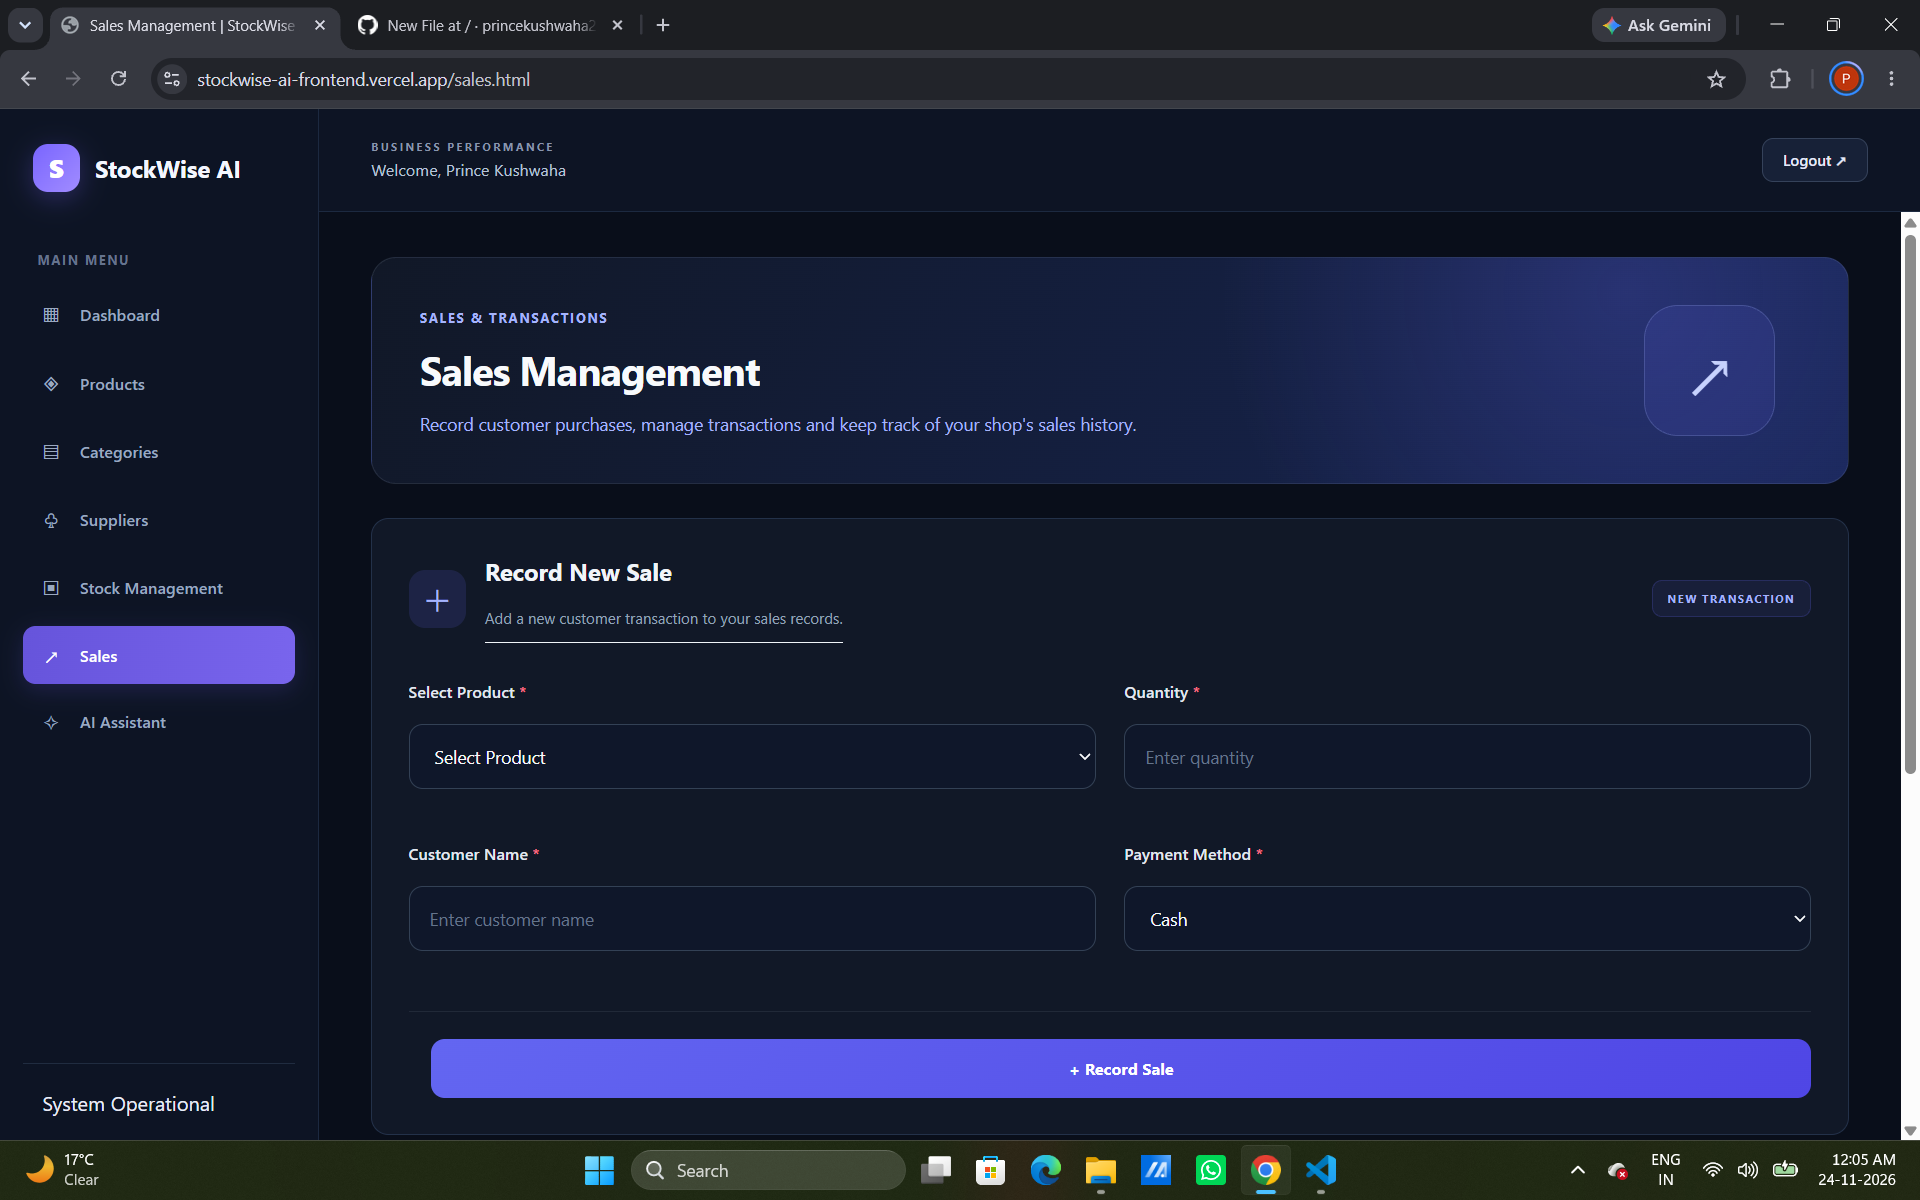 Sales Management | StockWise
New File at / · princekushwaha2
Ask Gemini
stockwise-ai-frontend.vercel.app/sales.html
P
S
StockWise AI
BUSINESS PERFORMANCE
Welcome, Prince Kushwaha
Logout ↗
MAIN MENU
Dashboard
Products
Categories
Suppliers
Stock Management
Sales
AI Assistant
System Operational
SALES & TRANSACTIONS
Sales Management
Record customer purchases, manage transactions and keep track of your shop's sales history.
Record New Sale
Add a new customer transaction to your sales records.
NEW TRANSACTION
Select Product *
Select Product
Quantity *
Enter quantity
Customer Name *
Enter customer name
Payment Method *
Cash
+ Record Sale
17°C
Clear
Search
ENG
IN
12:05 AM
24-11-2026